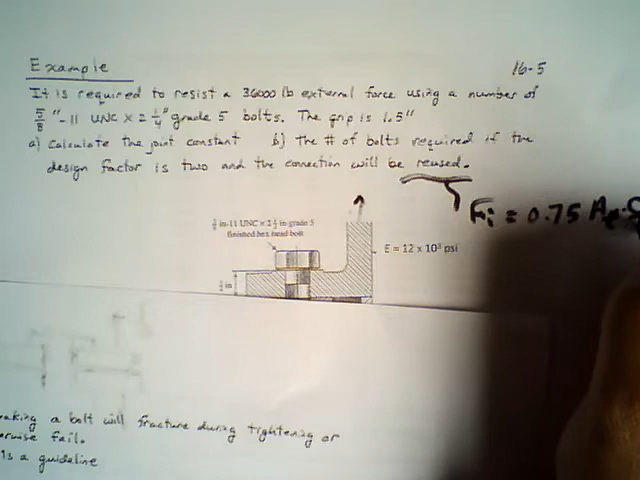 Example
16-5
It is required to resist a 36000 lb external force using a number of
5/8"-11 UNC x 2 1/4" grade 5 bolts. The grip is 1.5"
a) Calculate the joint constant b) The # of bolts required if the
design factor is two and the connection will be reused.
Fi = 0.75 At
5/8 in-11 UNC × 2 1/4 in grade 5
finished hex head bolt
E = 12 x 10³ psi
in
a bolt will fracture during tightening or
fail.
is a guideline